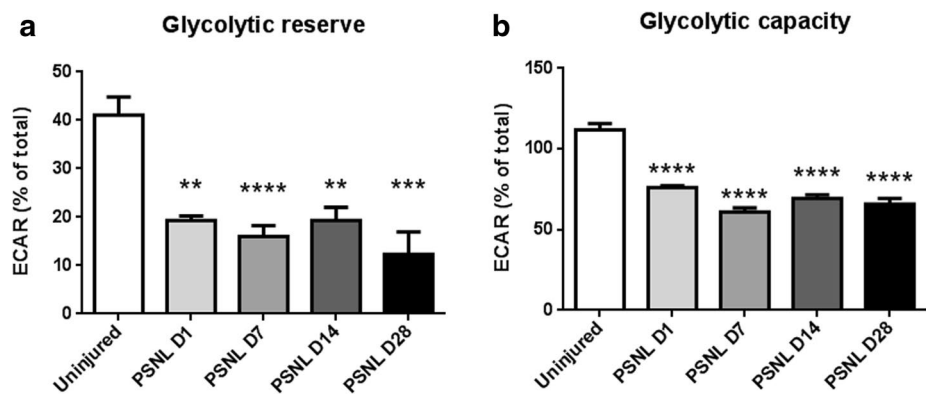 a
Glycolytic reserve
ECAR (% of total)
50
40
30
20
10
0
**
****
**
***
Uninjured
PSNL D1
PSNL D7
PSNL D14
PSNL D28
b
Glycolytic capacity
ECAR (% of total)
150
100
50
0
****
****
****
****
Uninjured
PSNL D1
PSNL D7
PSNL D14
PSNL D28